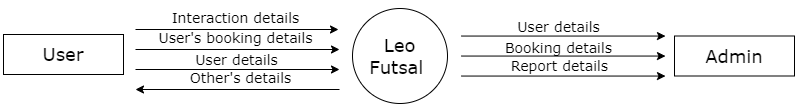 User
Interaction details
User's booking details
User details
Other's details
Leo
Futsal
User details
Booking details
Report details
Admin